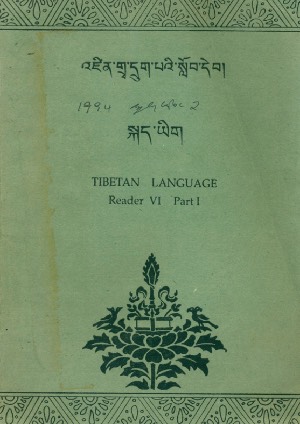 འཛིན་གྲྭ་དྲུག་པའི་སློབ་དེབ།
1994
སྐད་ཡིག
TIBETAN LANGUAGE
Reader VI Part I